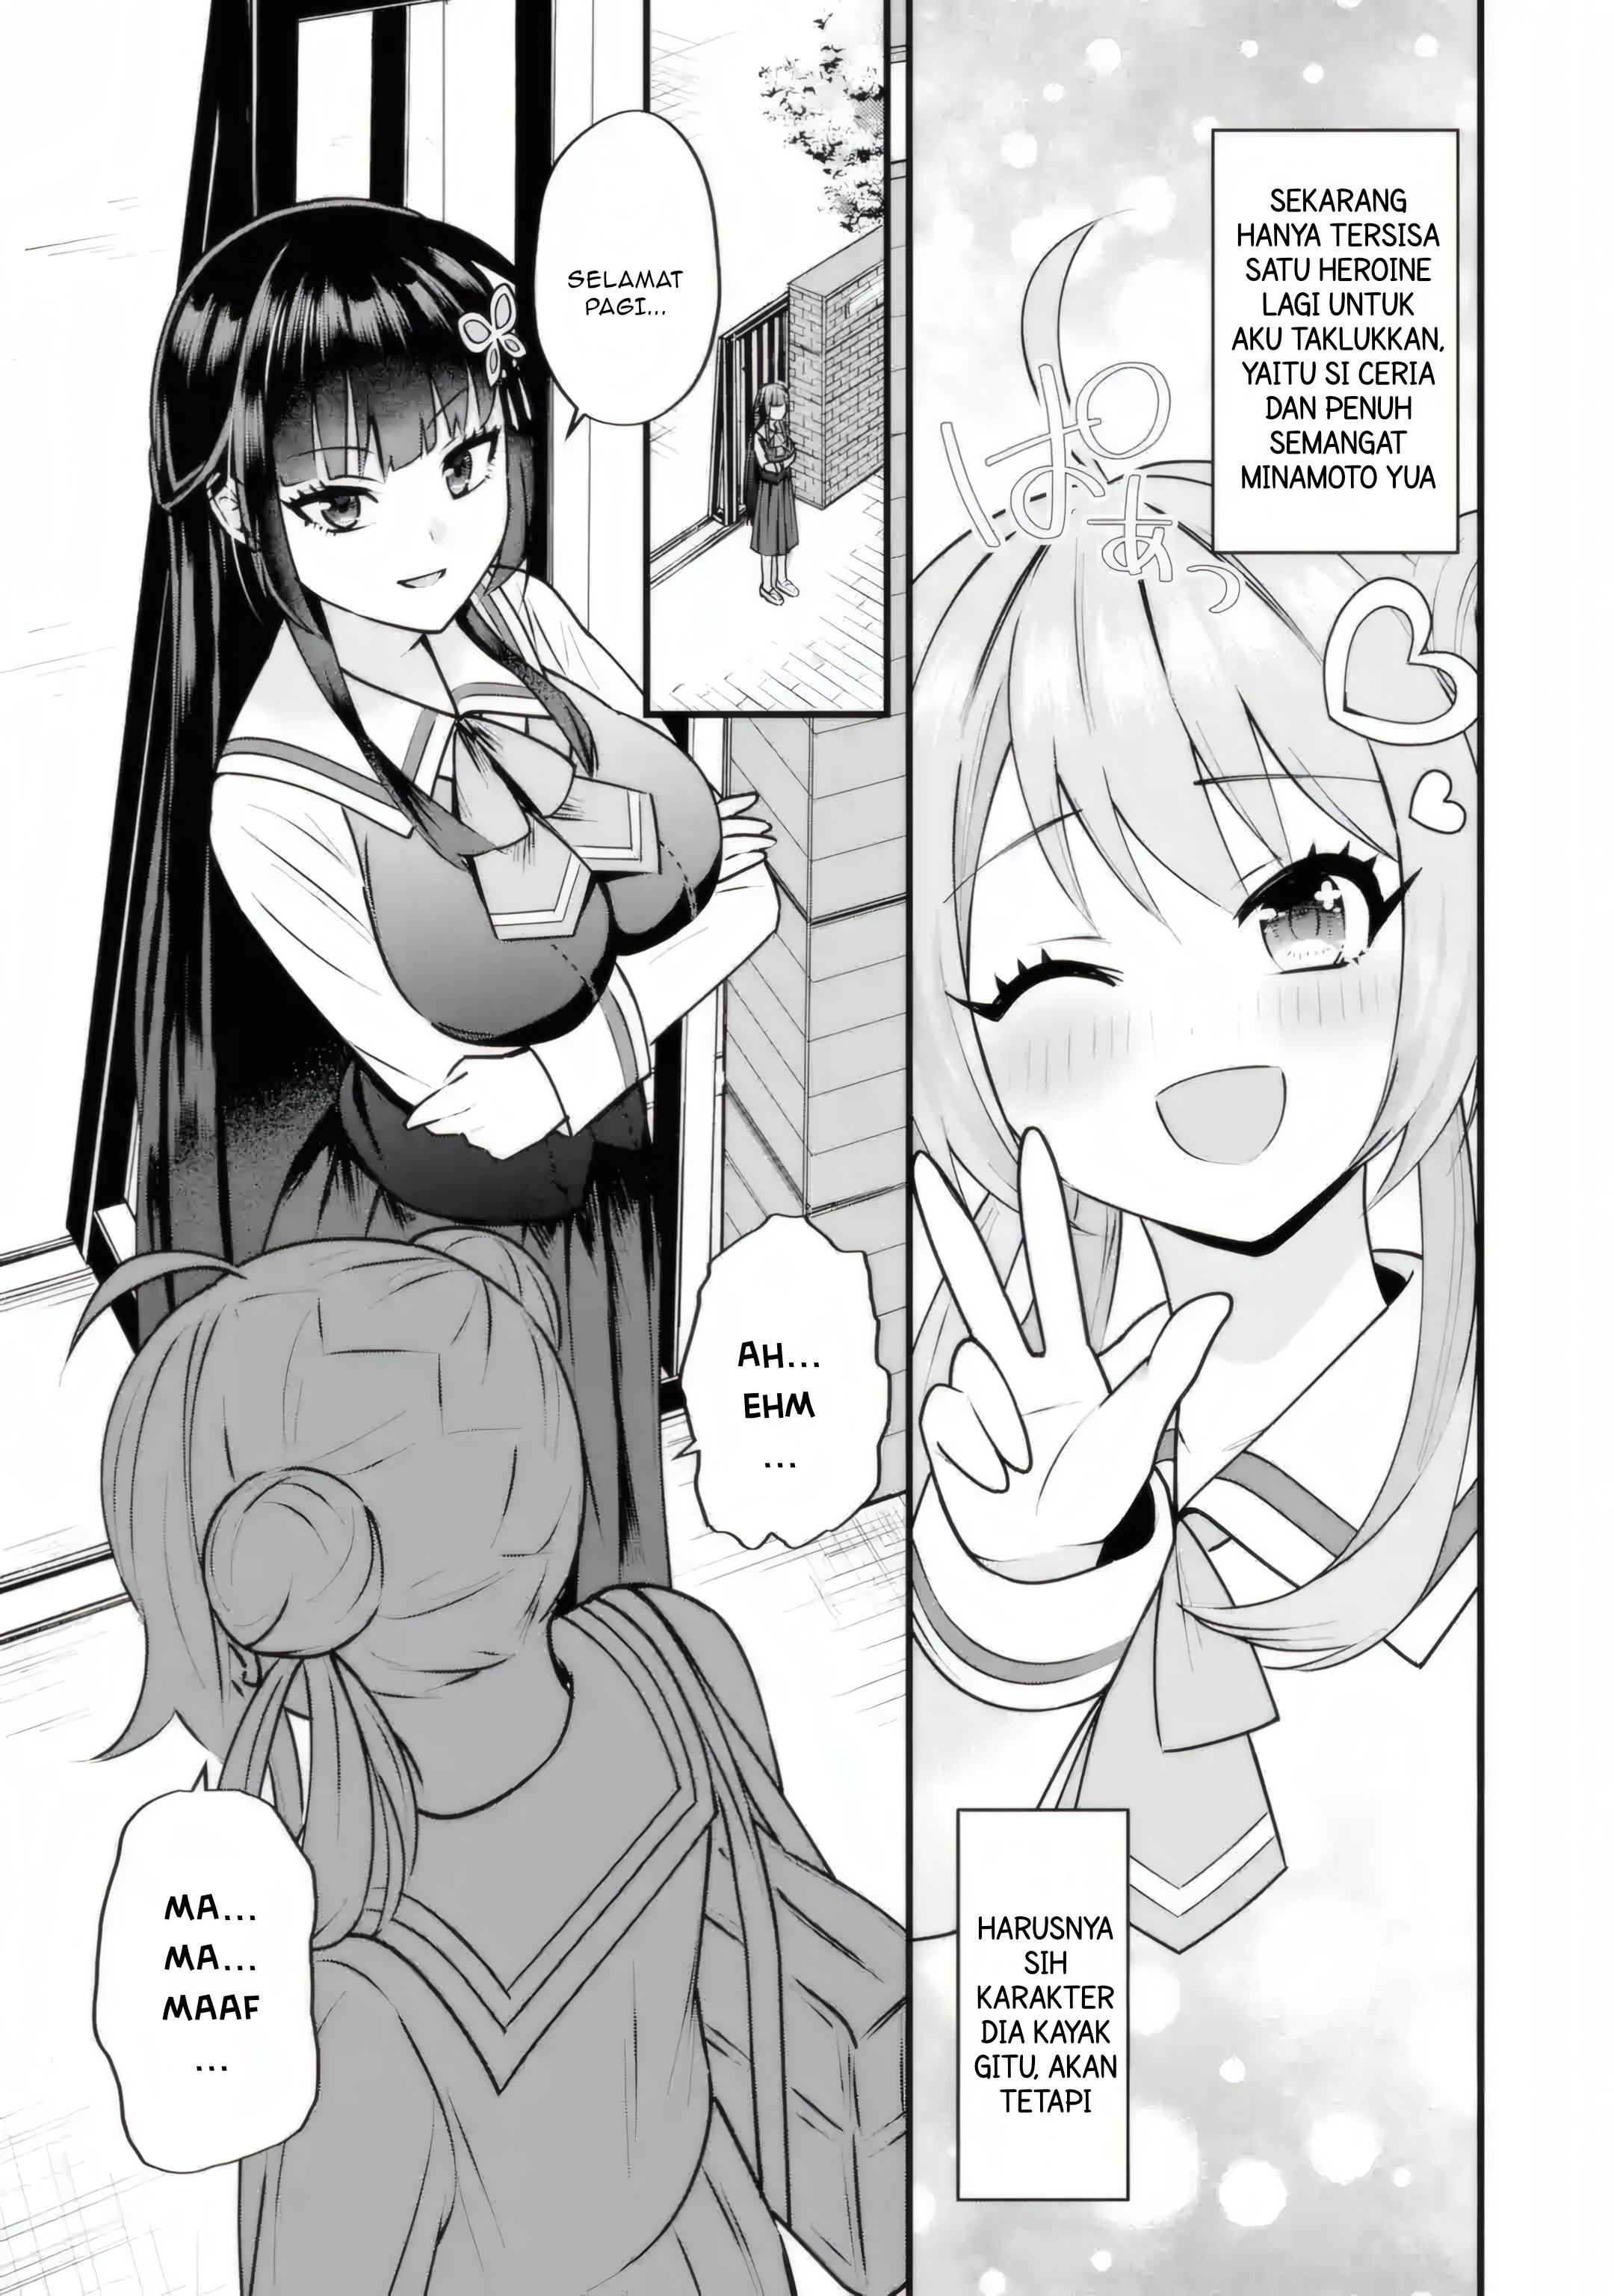 SEKARANG
HANYA TERSISA
SATU HEROINE
LAGI UNTUK
AKU TAKLUKKAN,
YAITU SI CERIA
DAN PENUH
SEMANGAT
MINAMOTO YUA
ぱぁっ
HARUSNYA
SIH
KARAKTER
DIA KAYAK
GITU, AKAN
TETAPI
SELAMAT
PAGI...
AH...
EHM
...
MA...
MA...
MAAF
...